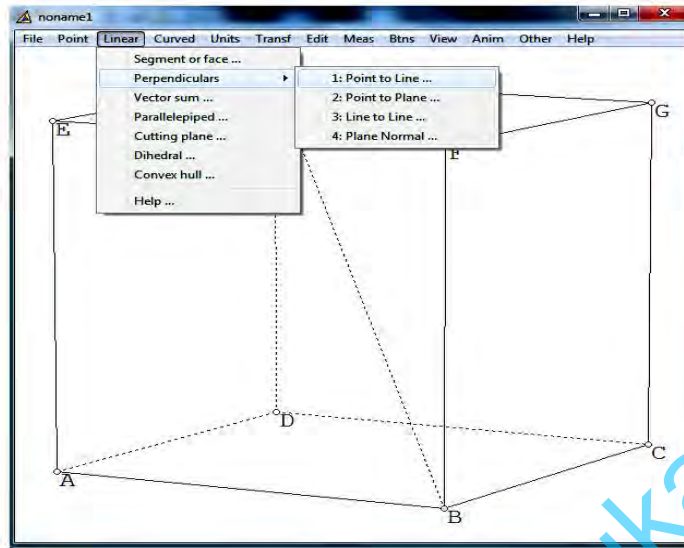 noname1
File Point Linear Curved Units Transf Edit Meas Btns View Anim Other Help
Segment or face ...
Perpendiculars
Vector sum ...
Parallelepiped ...
Cutting plane ...
Dihedral ...
Convex hull ...
Help ...
1: Point to Line ...
2: Point to Plane ...
3: Line to Line ...
4: Plane Normal ...
E
G
F
D
C
A
B